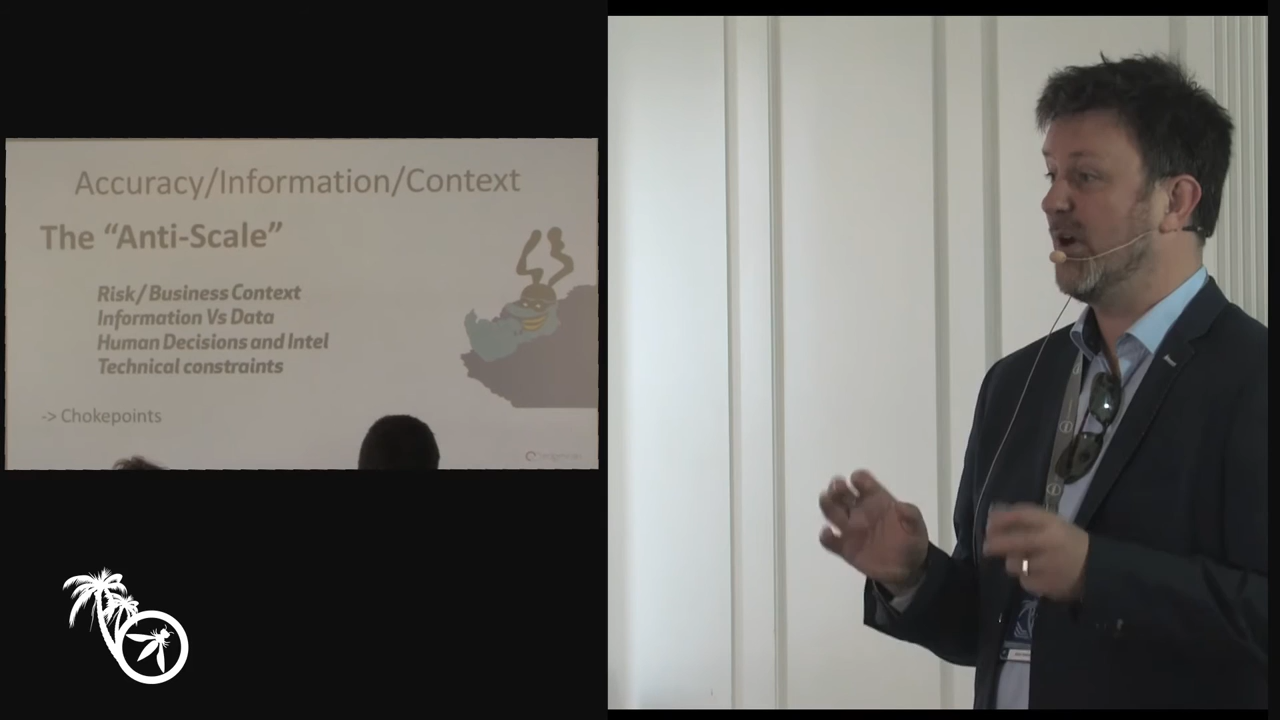 Accuracy/Information/Context
The “Anti-Scale”
Risk/Business Context
Information Vs Data
Human Decisions and Intel
Technical constraints
-> Chokepoints